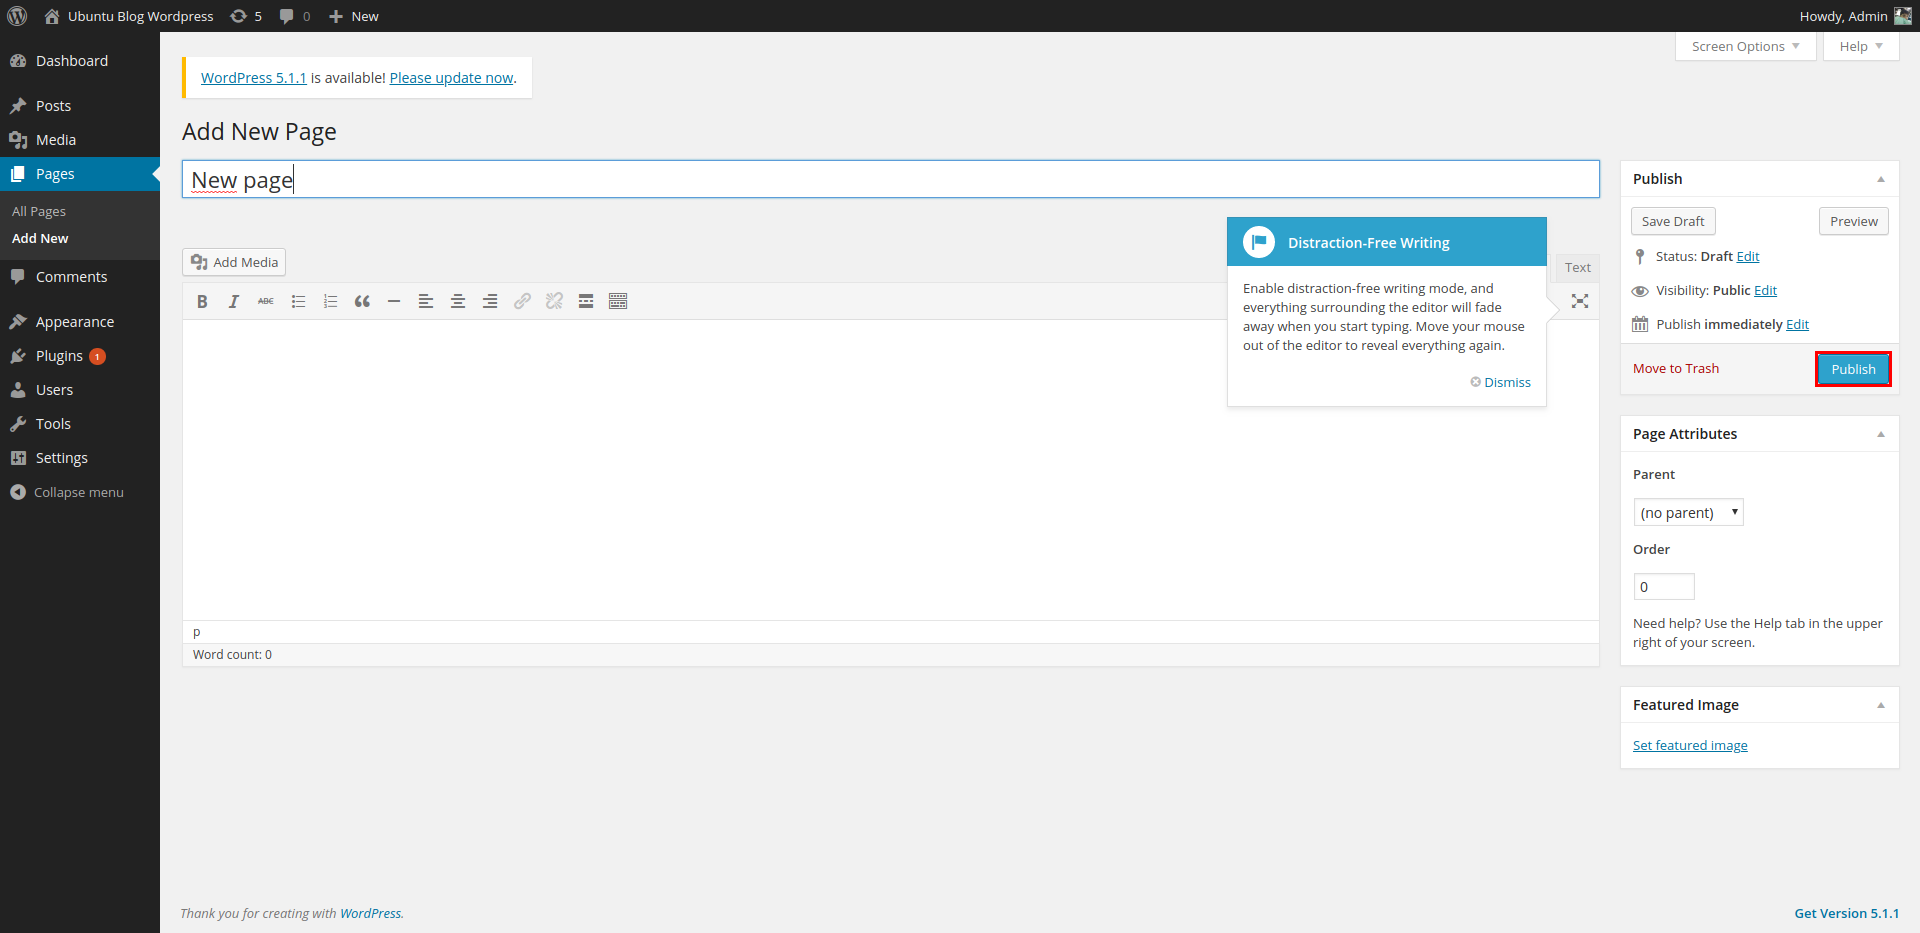 Ubuntu Blog Wordpress 5 0 New Howdy, Admin
Screen Options Help
Dashboard
Posts
Media
Pages
All Pages
Add New
Comments
Appearance
Plugins 1
Users
Tools
Settings
Collapse menu
WordPress 5.1.1 is available! Please update now.
Add New Page
New page
Add Media
Text
B I ABC
Distraction-Free Writing
Enable distraction-free writing mode, and
everything surrounding the editor will fade
away when you start typing. Move your mouse
out of the editor to reveal everything again.
Dismiss
p
Word count: 0
Publish
Save Draft Preview
Status: Draft Edit
Visibility: Public Edit
Publish immediately Edit
Move to Trash Publish
Page Attributes
Parent
(no parent)
Order
0
Need help? Use the Help tab in the upper
right of your screen.
Featured Image
Set featured image
Thank you for creating with WordPress.
Get Version 5.1.1